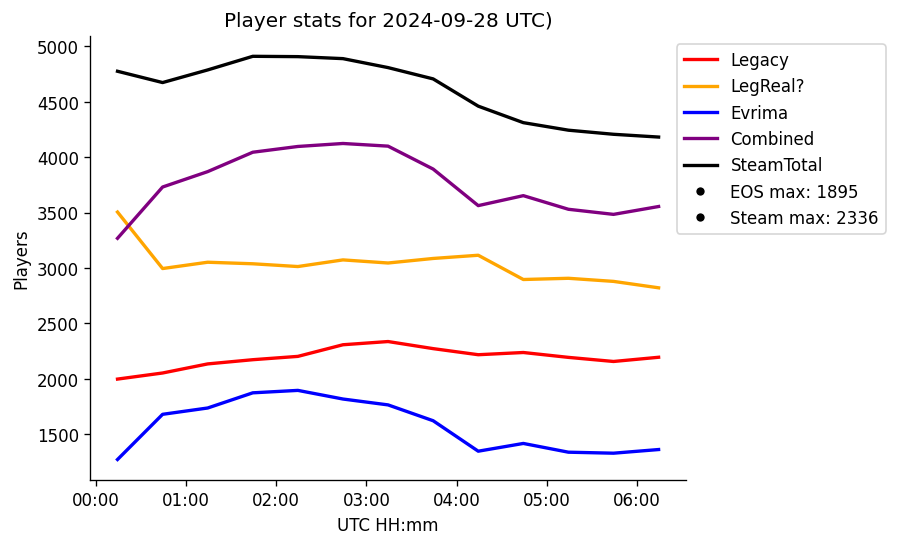 Player stats for 2024-09-28 UTC)
5000
4500
4000
3500
3000
2500
2000
1500
Players
00:00 01:00 02:00 03:00 04:00 05:00 06:00
UTC HH:mm
Legacy
LegReal?
Evrima
Combined
SteamTotal
EOS max: 1895
Steam max: 2336